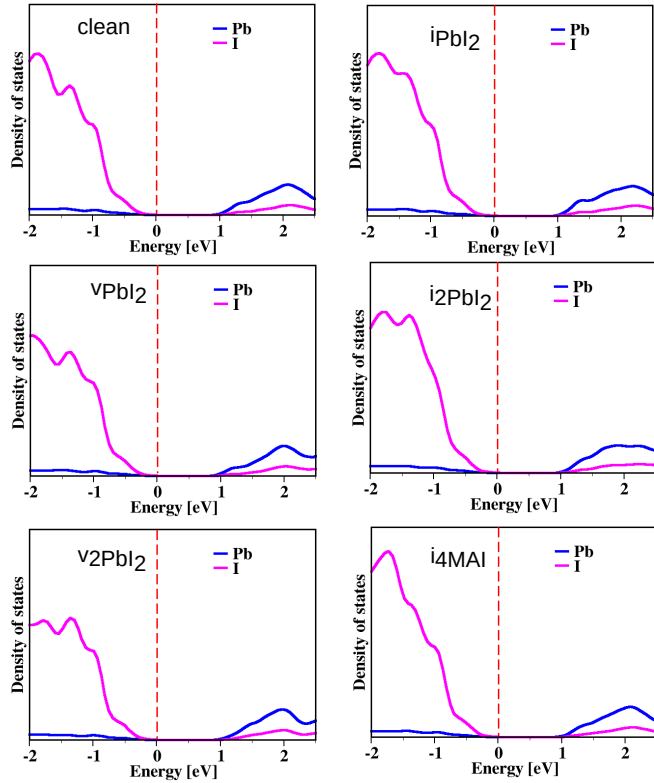 clean
Pb
I
Density of states
-2 -1 0 1 2
Energy [eV]
iPbI2
Pb
I
Density of states
-2 -1 0 1 2
Energy [eV]
vPbI2
Pb
I
Density of states
-2 -1 0 1 2
Energy [eV]
i2PbI2
Pb
I
Density of states
-2 -1 0 1 2
Energy [eV]
v2PbI2
Pb
I
Density of states
-2 -1 0 1 2
Energy [eV]
i4MAI
Pb
I
Density of states
-2 -1 0 1 2
Energy [eV]